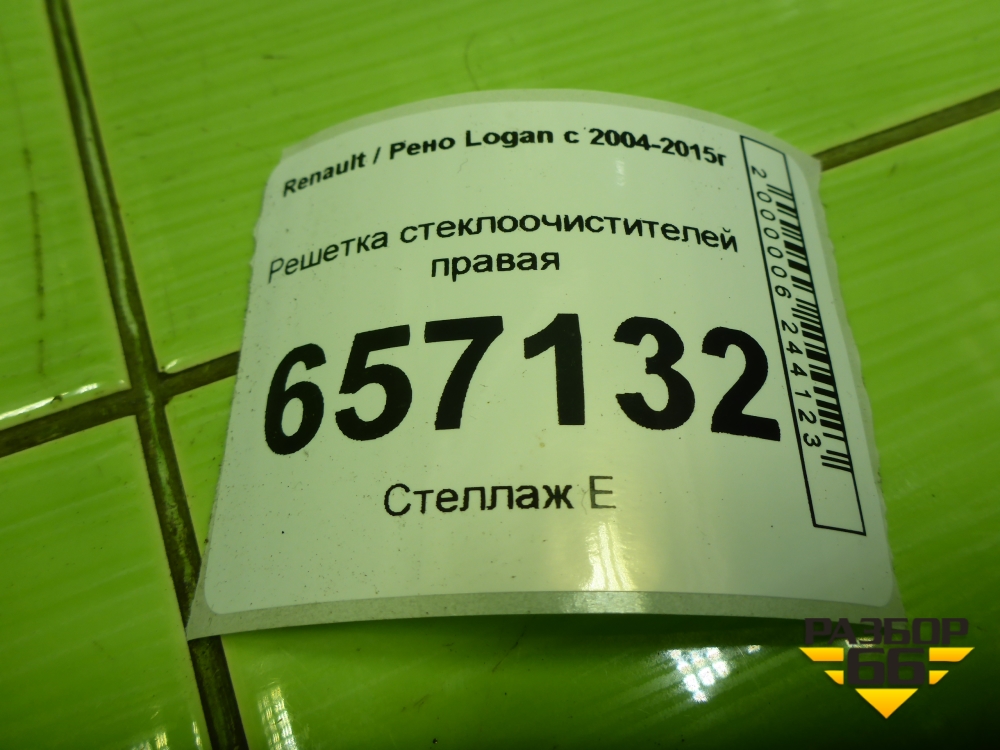 Renault / Рено Logan с 2004-2015г
Решетка стеклоочистителей
правая
657132
Стеллаж Е
2000006244123
РАЗБОР
66